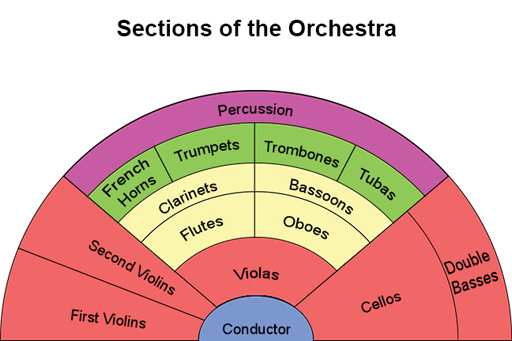 Sections of the Orchestra
Percussion
French
Horns
Trumpets
Trombones
Tubas
Clarinets
Bassoons
Flutes
Oboes
Second Violins
Violas
Double
Basses
First Violins
Cellos
Conductor